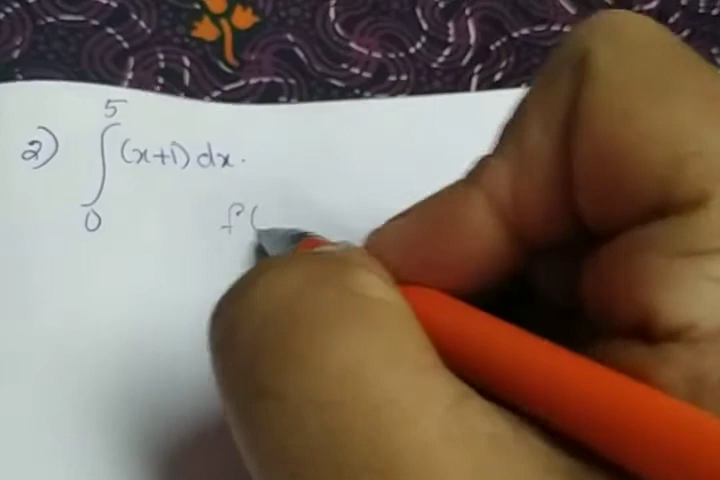 2) ∫₀⁵ (x+1) dx.
f(